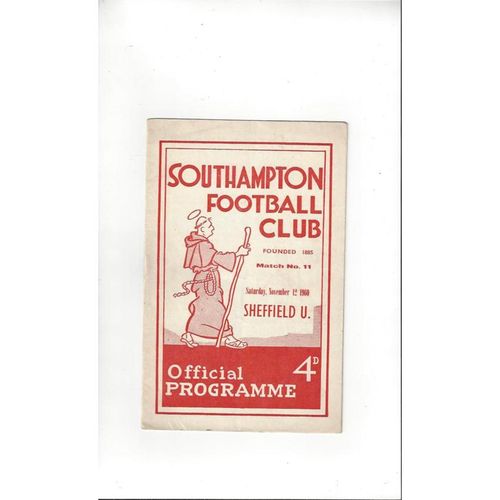 SOUTHAMPTON
FOOTBALL
CLUB
FOUNDED 1885
Match No. 11
Saturday, November 12 1960
SHEFFIELD U.
Official
PROGRAMME
4D